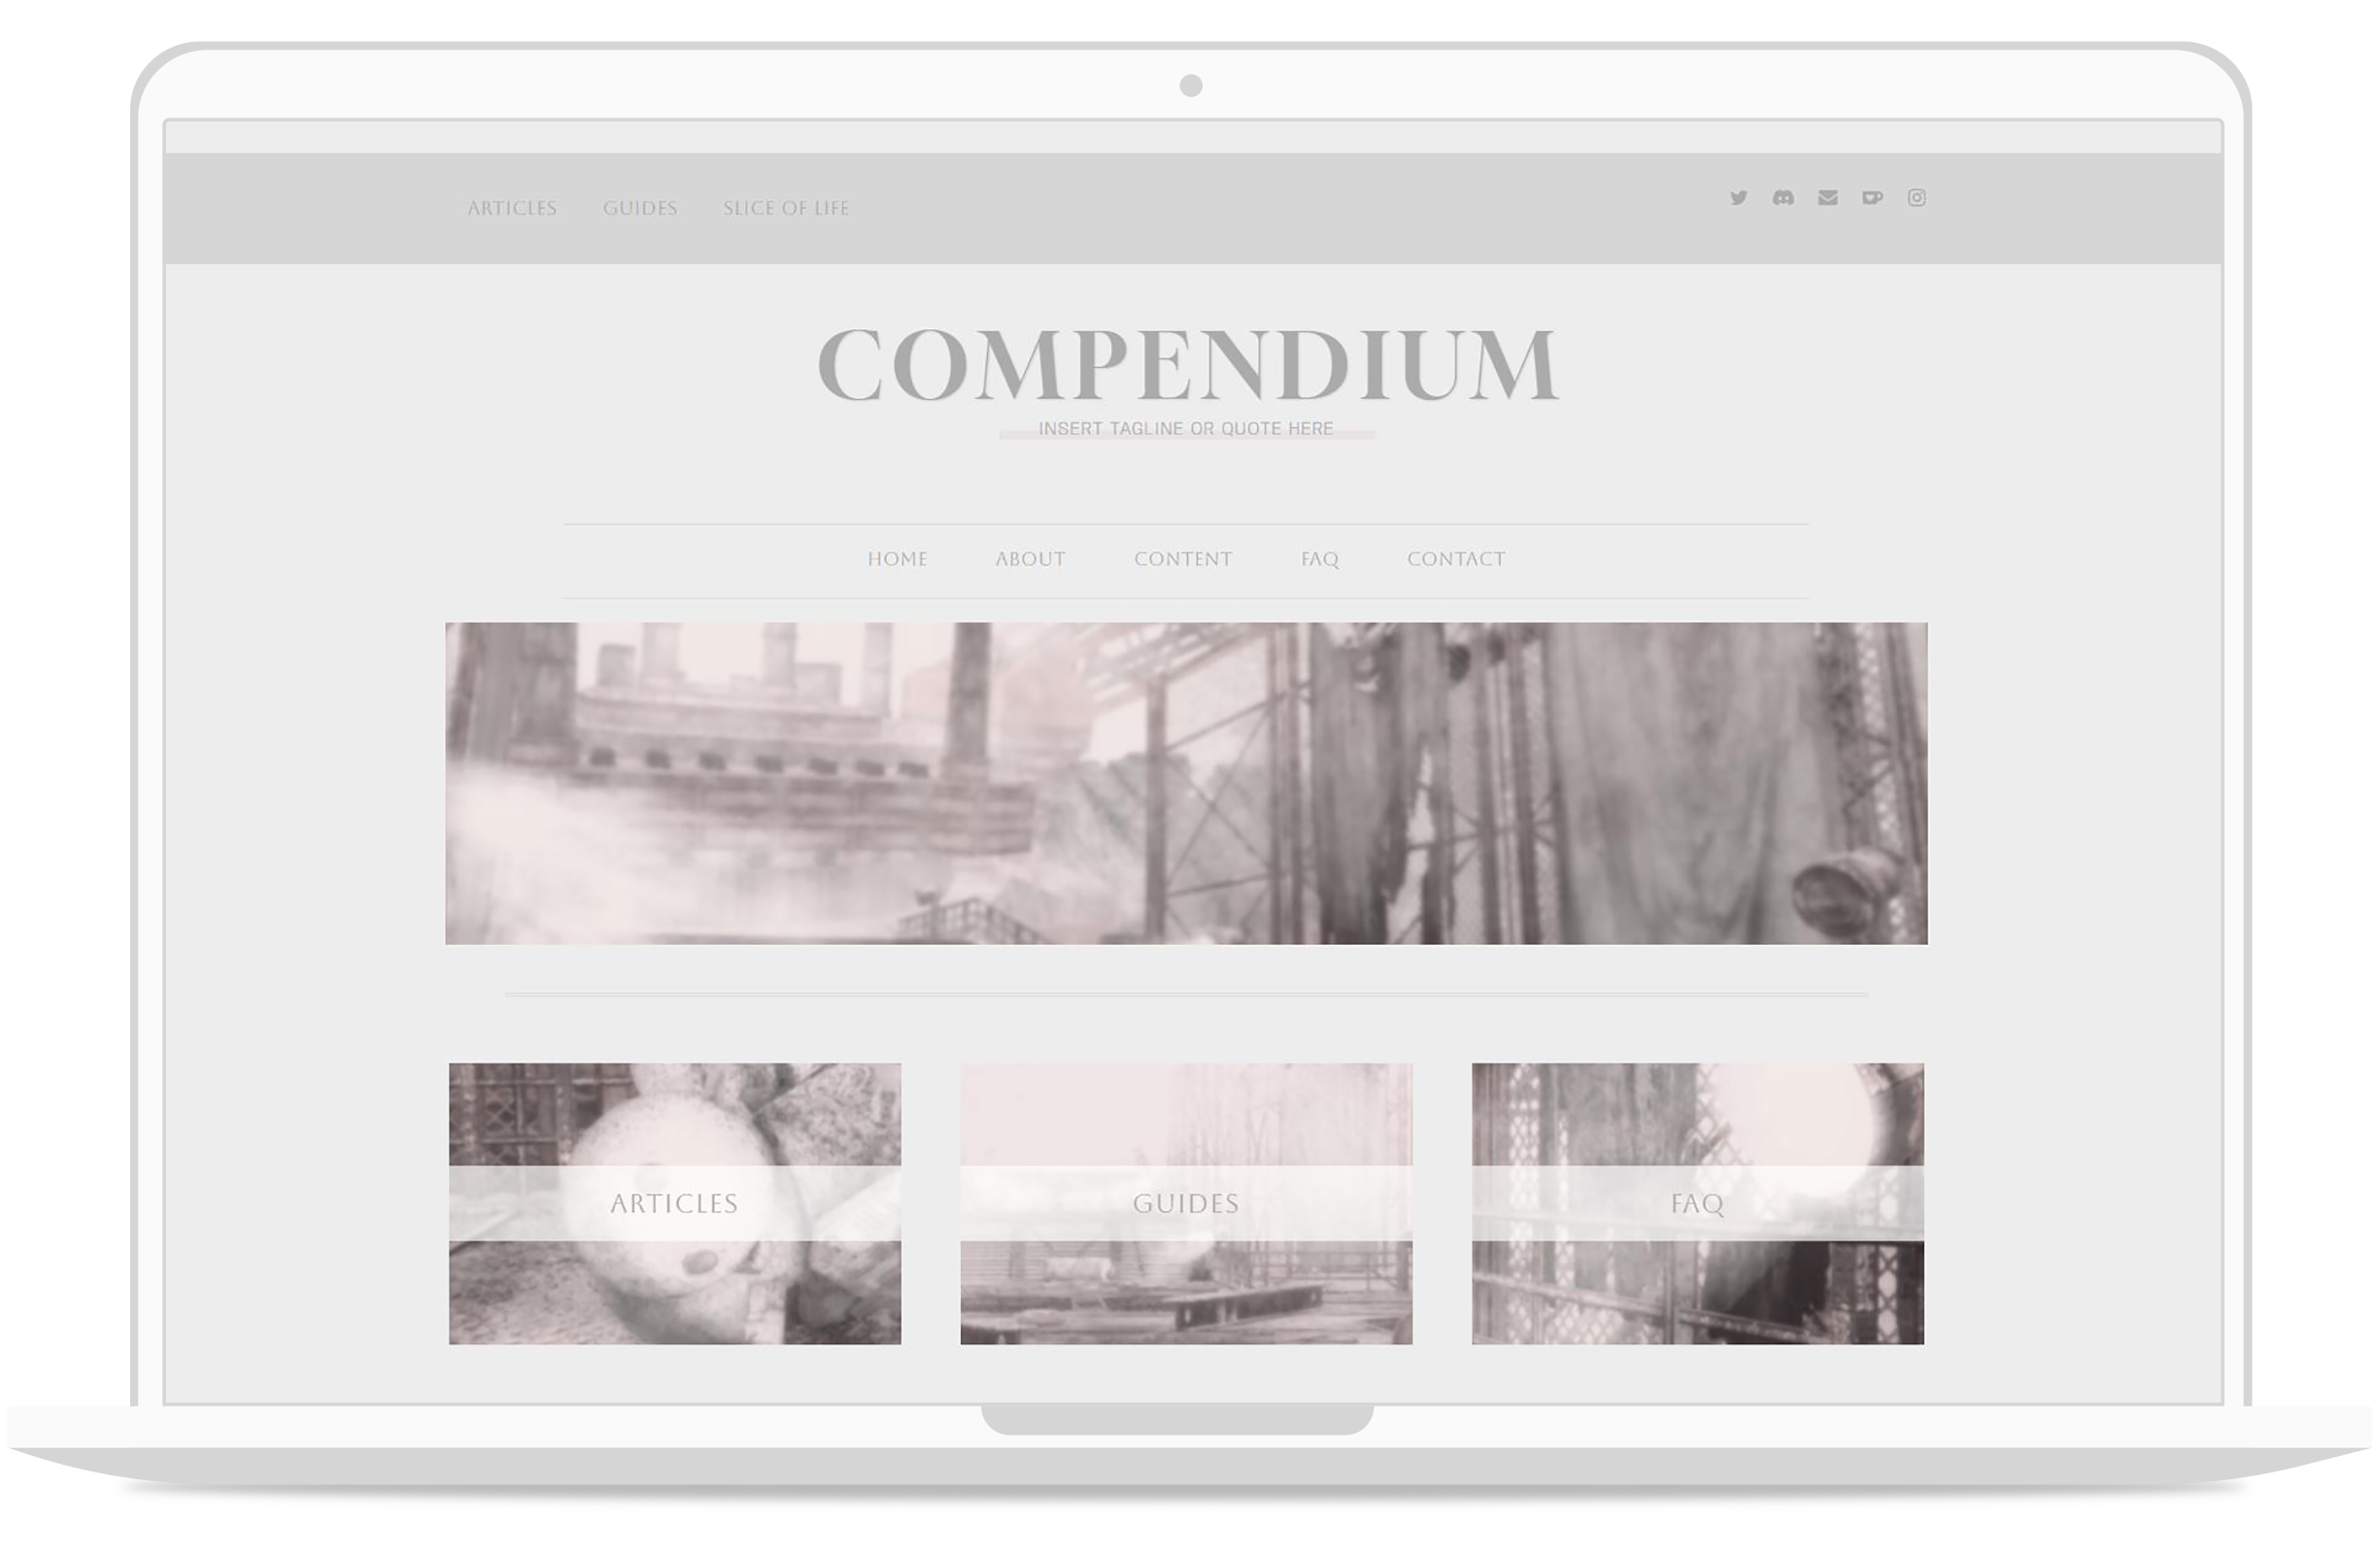 ARTICLES GUIDES SLICE OF LIFE
COMPENDIUM
INSERT TAGLINE OR QUOTE HERE
HOME ABOUT CONTENT FAQ CONTACT
ARTICLES GUIDES FAQ